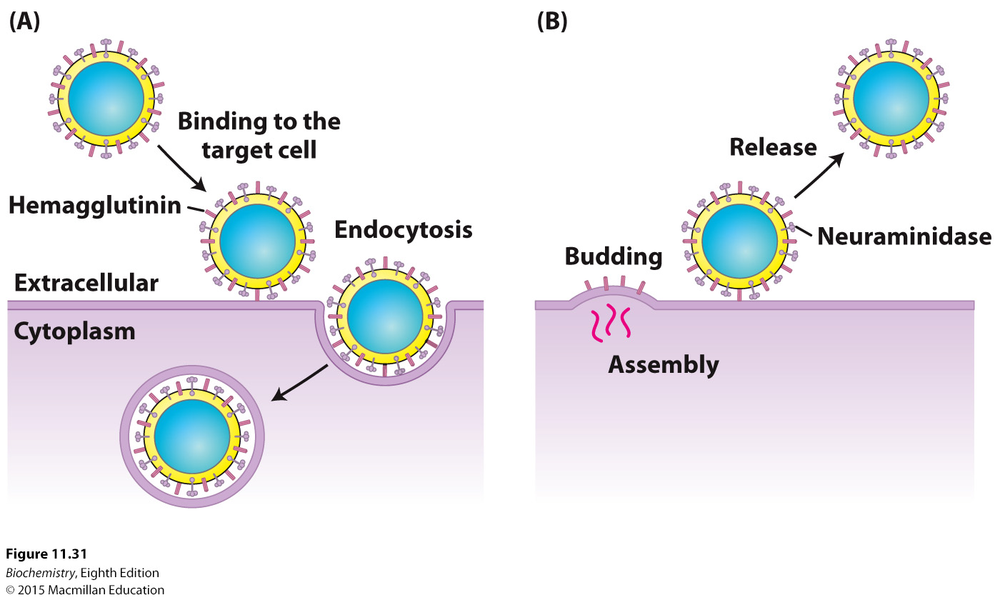 (A)
Binding to the
target cell
Hemagglutinin
Endocytosis
Extracellular
Cytoplasm
(B)
Release
Neuraminidase
Budding
Assembly
Figure 11.31
Biochemistry, Eighth Edition
© 2015 Macmillan Education